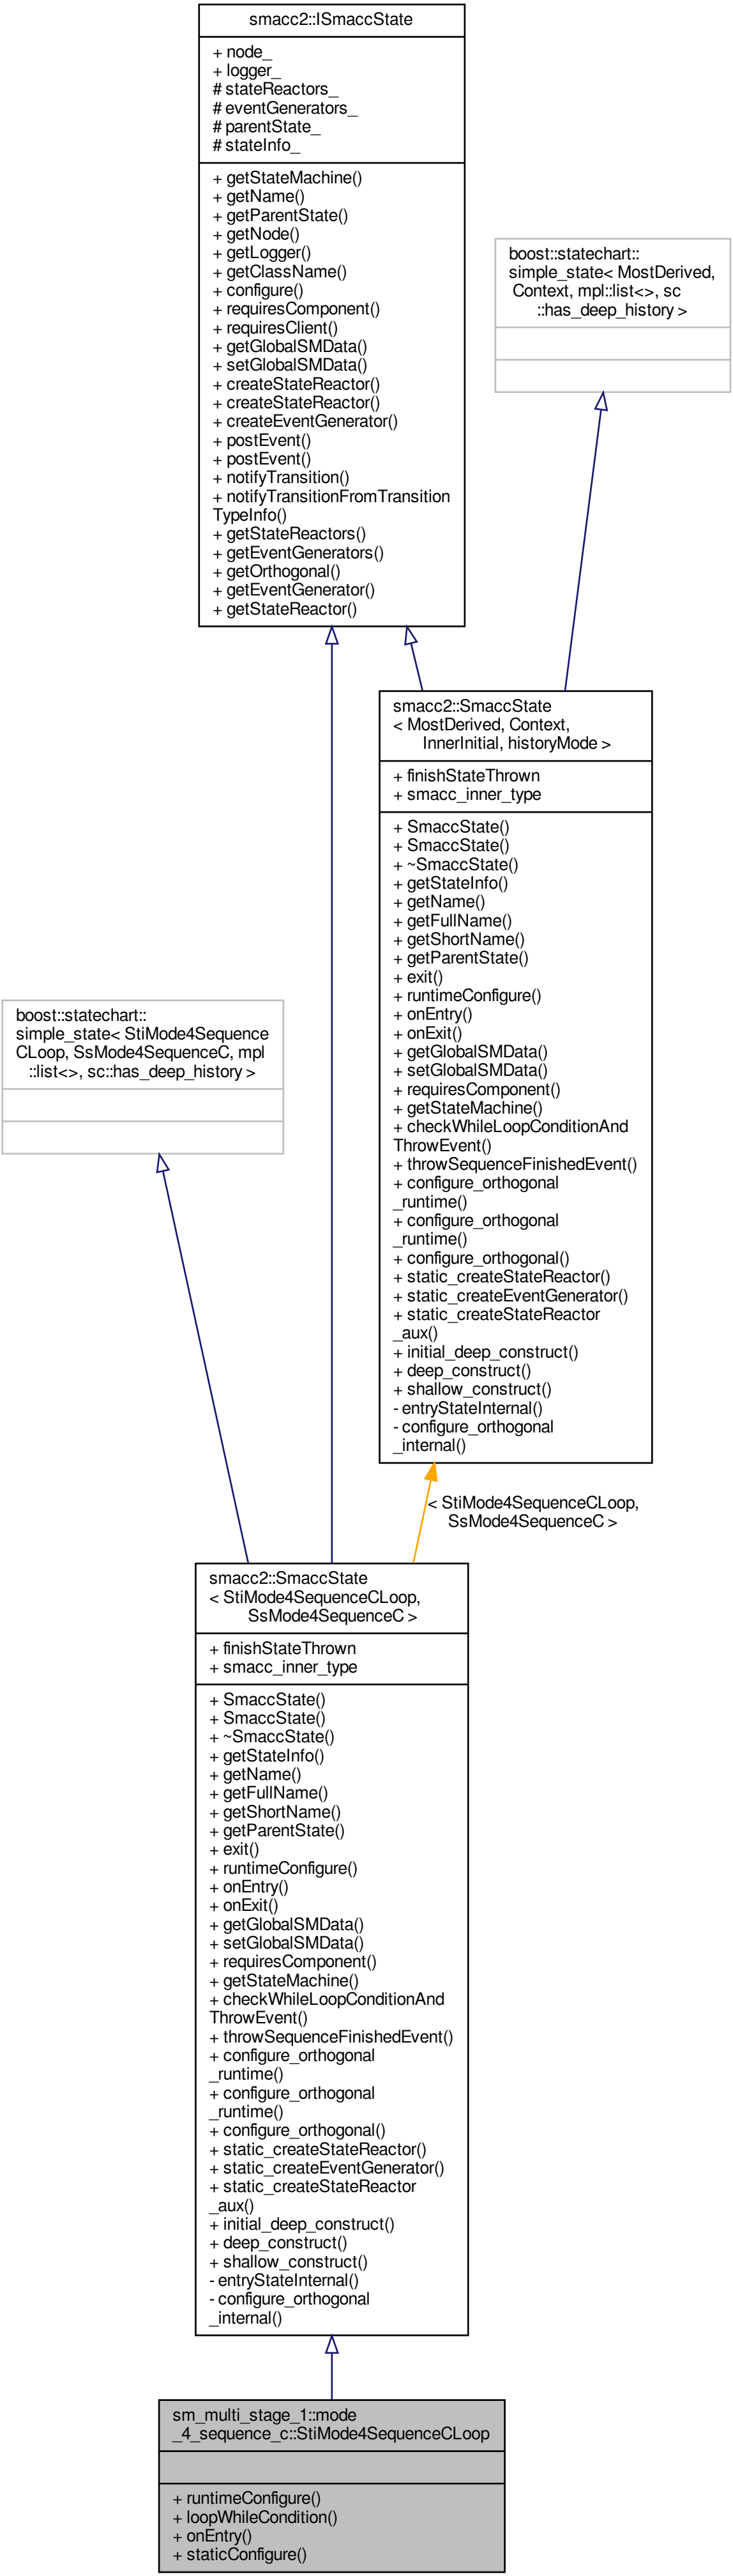 smacc2::ISmaccState
+ node_
+ logger_
# stateReactors_
# eventGenerators_
# parentState_
# stateInfo_
+ getStateMachine()
+ getName()
+ getParentState()
+ getNode()
+ getLogger()
+ getClassName()
+ configure()
+ requiresComponent()
+ requiresClient()
+ getGlobalSMData()
+ setGlobalSMData()
+ createStateReactor()
+ createStateReactor()
+ createEventGenerator()
+ postEvent()
+ postEvent()
+ notifyTransition()
+ notifyTransitionFromTransition
TypeInfo()
+ getStateReactors()
+ getEventGenerators()
+ getOrthogonal()
+ getEventGenerator()
+ getStateReactor()
boost::statechart::
simple_state< MostDerived,
Context, mpl::list<>, sc
::has_deep_history >
smacc2::SmaccState
< MostDerived, Context,
InnerInitial, historyMode >
+ finishStateThrown
+ smacc_inner_type
+ SmaccState()
+ SmaccState()
+ ~SmaccState()
+ getStateInfo()
+ getName()
+ getFullName()
+ getShortName()
+ getParentState()
+ exit()
+ runtimeConfigure()
+ onEntry()
+ onExit()
+ getGlobalSMData()
+ setGlobalSMData()
+ requiresComponent()
+ getStateMachine()
+ checkWhileLoopConditionAnd
ThrowEvent()
+ throwSequenceFinishedEvent()
+ configure_orthogonal
_runtime()
+ configure_orthogonal
_runtime()
+ configure_orthogonal()
+ static_createStateReactor()
+ static_createEventGenerator()
+ static_createStateReactor
_aux()
+ initial_deep_construct()
+ deep_construct()
+ shallow_construct()
- entryStateInternal()
- configure_orthogonal
_internal()
boost::statechart::
simple_state< StiMode4Sequence
CLoop, SsMode4SequenceC, mpl
::list<>, sc::has_deep_history >
< StiMode4SequenceCLoop,
SsMode4SequenceC >
smacc2::SmaccState
< StiMode4SequenceCLoop,
SsMode4SequenceC >
+ finishStateThrown
+ smacc_inner_type
+ SmaccState()
+ SmaccState()
+ ~SmaccState()
+ getStateInfo()
+ getName()
+ getFullName()
+ getShortName()
+ getParentState()
+ exit()
+ runtimeConfigure()
+ onEntry()
+ onExit()
+ getGlobalSMData()
+ setGlobalSMData()
+ requiresComponent()
+ getStateMachine()
+ checkWhileLoopConditionAnd
ThrowEvent()
+ throwSequenceFinishedEvent()
+ configure_orthogonal
_runtime()
+ configure_orthogonal
_runtime()
+ configure_orthogonal()
+ static_createStateReactor()
+ static_createEventGenerator()
+ static_createStateReactor
_aux()
+ initial_deep_construct()
+ deep_construct()
+ shallow_construct()
- entryStateInternal()
- configure_orthogonal
_internal()
sm_multi_stage_1::mode
_4_sequence_c::StiMode4SequenceCLoop
+ runtimeConfigure()
+ loopWhileCondition()
+ onEntry()
+ staticConfigure()